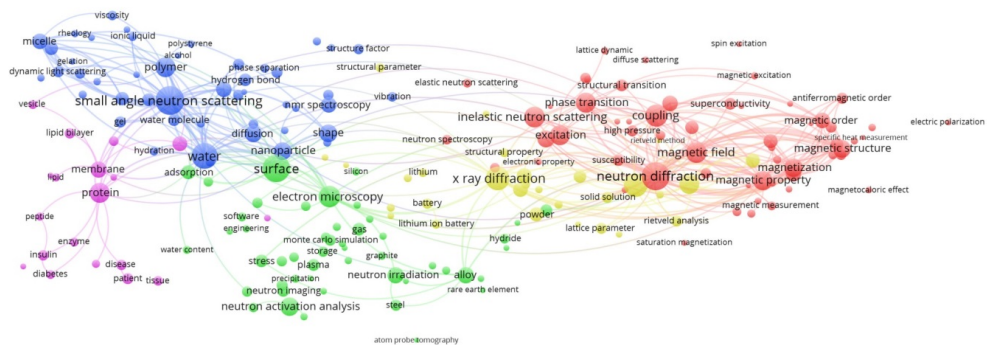 viscosity
micelle
rheology
ionic liquid
gelation
polystyrene
alcohol
dynamic light scattering
polymer
phase separation
hydrogen bond
vesicle
small angle neutron scattering
nmr spectroscopy
gel
water molecule
lipid bilayer
diffusion
shape
hydration
nanoparticle
water
membrane
adsorption
surface
lipid
protein
peptide
enzyme
insulin
diabetes
disease
patient
tissue
structure factor
structural parameter
vibration
elastic neutron scattering
lattice dynamic
diffuse scattering
spin excitation
structural transition
magnetic excitation
phase transition
superconductivity
antiferromagnetic order
inelastic neutron scattering
coupling
magnetic order
electric polarization
excitation
high pressure
rietveld method
specific heat measurement
neutron spectroscopy
structural property
magnetic field
magnetic structure
electronic property
susceptibility
magnetization
silicon
lithium
x ray diffraction
neutron diffraction
magnetic property
magnetocaloric effect
solid solution
electron microscopy
battery
powder
magnetic measurement
software
engineering
lithium ion battery
lattice parameter
rietveld analysis
gas
monte carlo simulation
hydride
saturation magnetization
water content
storage
graphite
stress
plasma
neutron irradiation
alloy
precipitation
neutron imaging
rare earth element
neutron activation analysis
steel
atom probe tomography